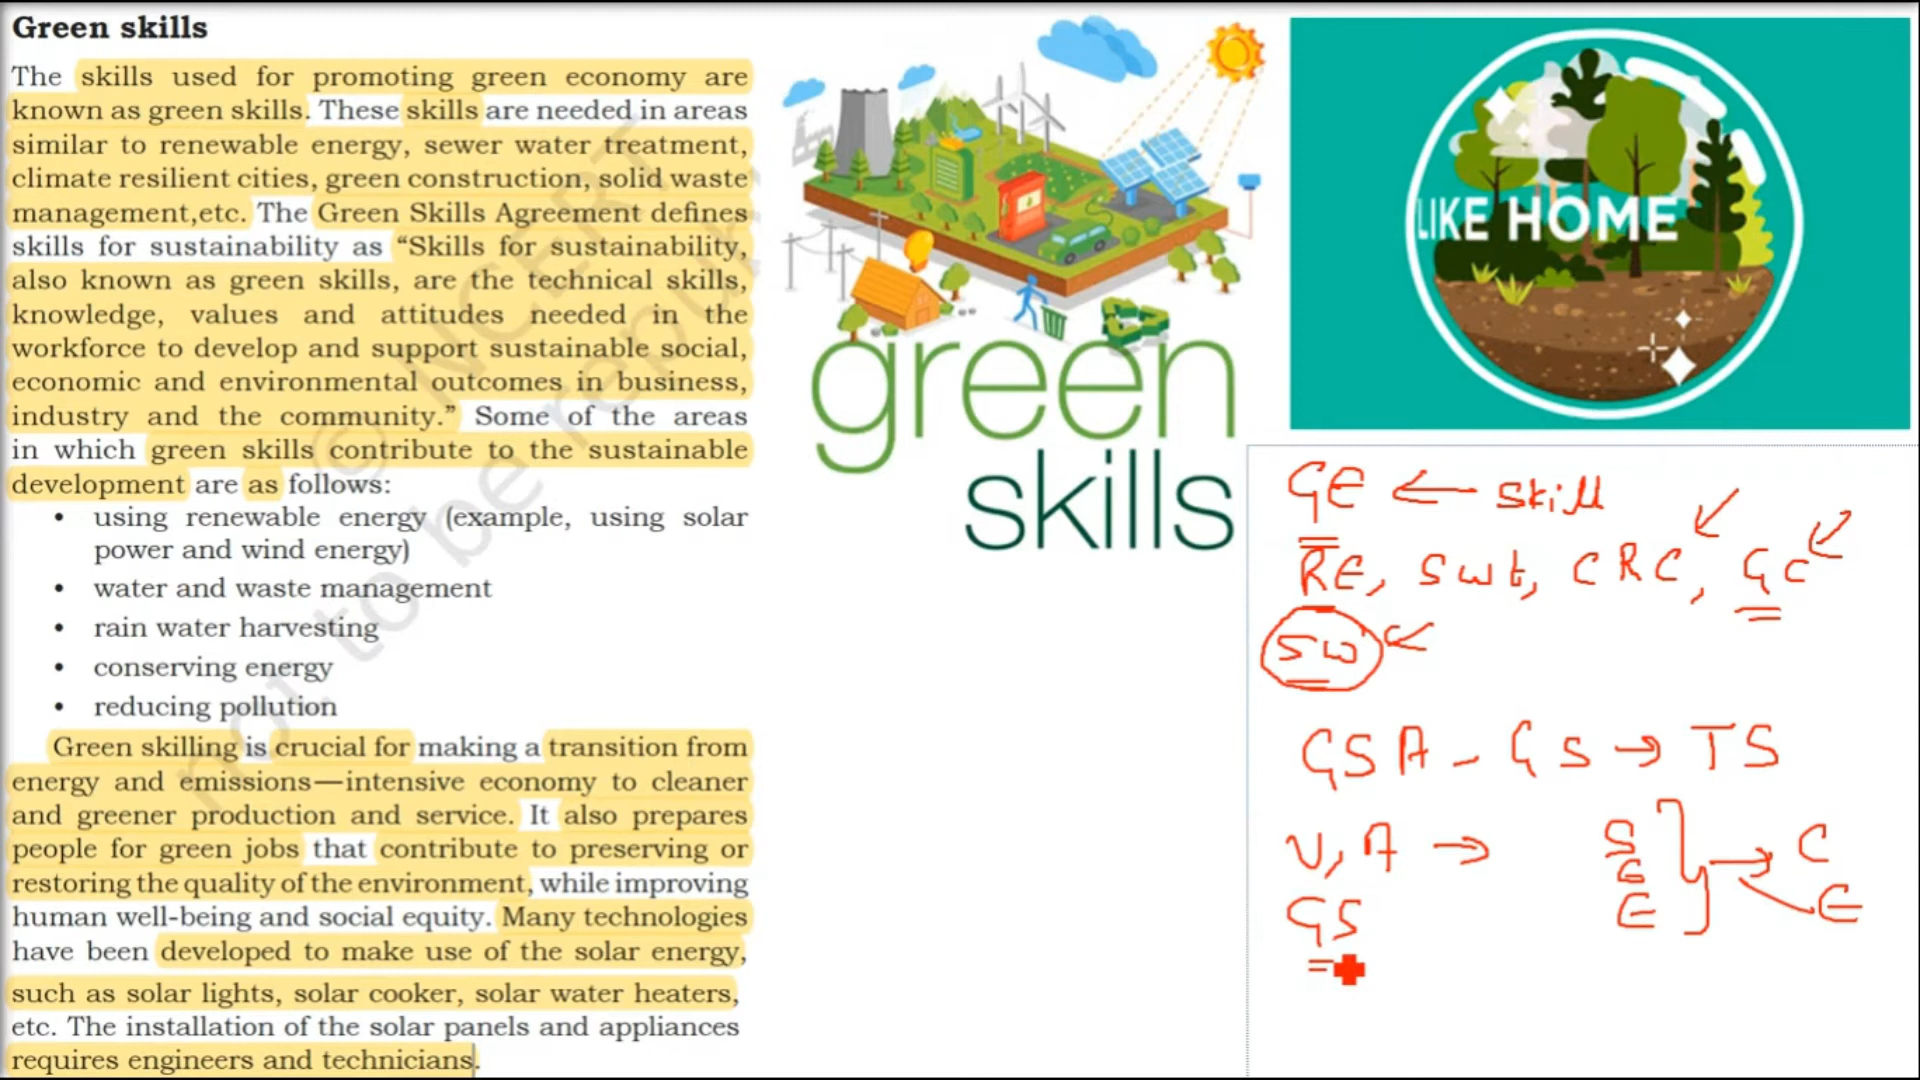 Green skills
The skills used for promoting green economy are
known as green skills. These skills are needed in areas
similar to renewable energy, sewer water treatment,
climate resilient cities, green construction, solid waste
management,etc. The Green Skills Agreement defines
skills for sustainability as “Skills for sustainability,
also known as green skills, are the technical skills,
knowledge, values and attitudes needed in the
workforce to develop and support sustainable social,
economic and environmental outcomes in business,
industry and the community.” Some of the areas
in which green skills contribute to the sustainable
development are as follows:
• using renewable energy (example, using solar
power and wind energy)
• water and waste management
• rain water harvesting
• conserving energy
• reducing pollution
Green skilling is crucial for making a transition from
energy and emissions—intensive economy to cleaner
and greener production and service. It also prepares
people for green jobs that contribute to preserving or
restoring the quality of the environment, while improving
human well-being and social equity. Many technologies
have been developed to make use of the solar energy,
such as solar lights, solar cooker, solar water heaters,
etc. The installation of the solar panels and appliances
requires engineers and technicians.
© NCERT
not to be republ
green
skills
LIKE HOME
GE ← skill
RE, Swt, CRC, GC
SW ←
GSA - GS → TS
V, A → S
E
E
→ C
E
GS